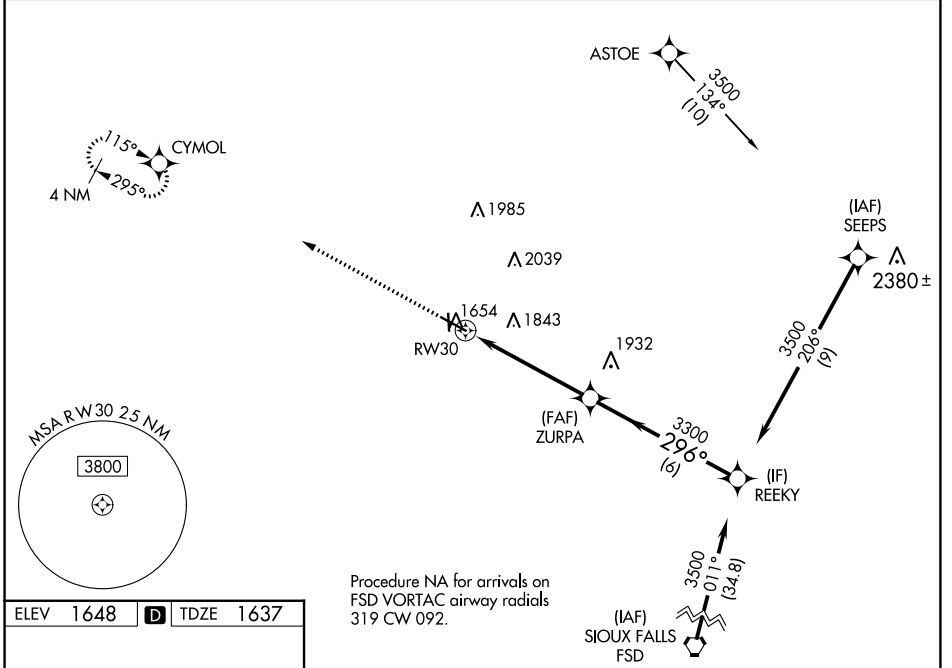 ASTOE
3500
134°
(10)
115°
CYMOL
295°
4 NM
1985
(IAF)
SEEPS
2380±
2039
1654
1843
RW30
3500
206°
(9)
1932
(FAF)
ZURPA
3300
296°
(6)
(IF)
REEKY
MSA RW30 25 NM
3800
3500
011°
(34.8)
Procedure NA for arrivals on
FSD VORTAC airway radials
319 CW 092.
(IAF)
SIOUX FALLS
FSD
ELEV 1648 D TDZE 1637